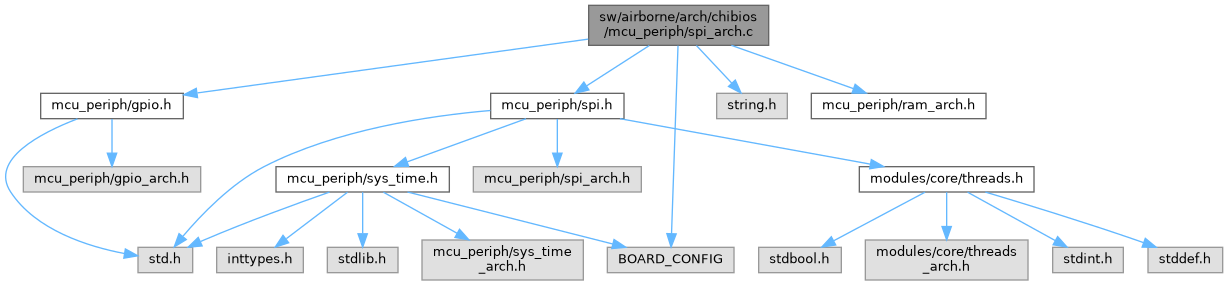 sw/airborne/arch/chibios
/mcu_periph/spi_arch.c
mcu_periph/gpio.h
mcu_periph/spi.h
string.h
mcu_periph/ram_arch.h
mcu_periph/gpio_arch.h
mcu_periph/sys_time.h
mcu_periph/spi_arch.h
modules/core/threads.h
std.h
inttypes.h
stdlib.h
mcu_periph/sys_time
_arch.h
BOARD_CONFIG
stdbool.h
modules/core/threads
_arch.h
stdint.h
stddef.h